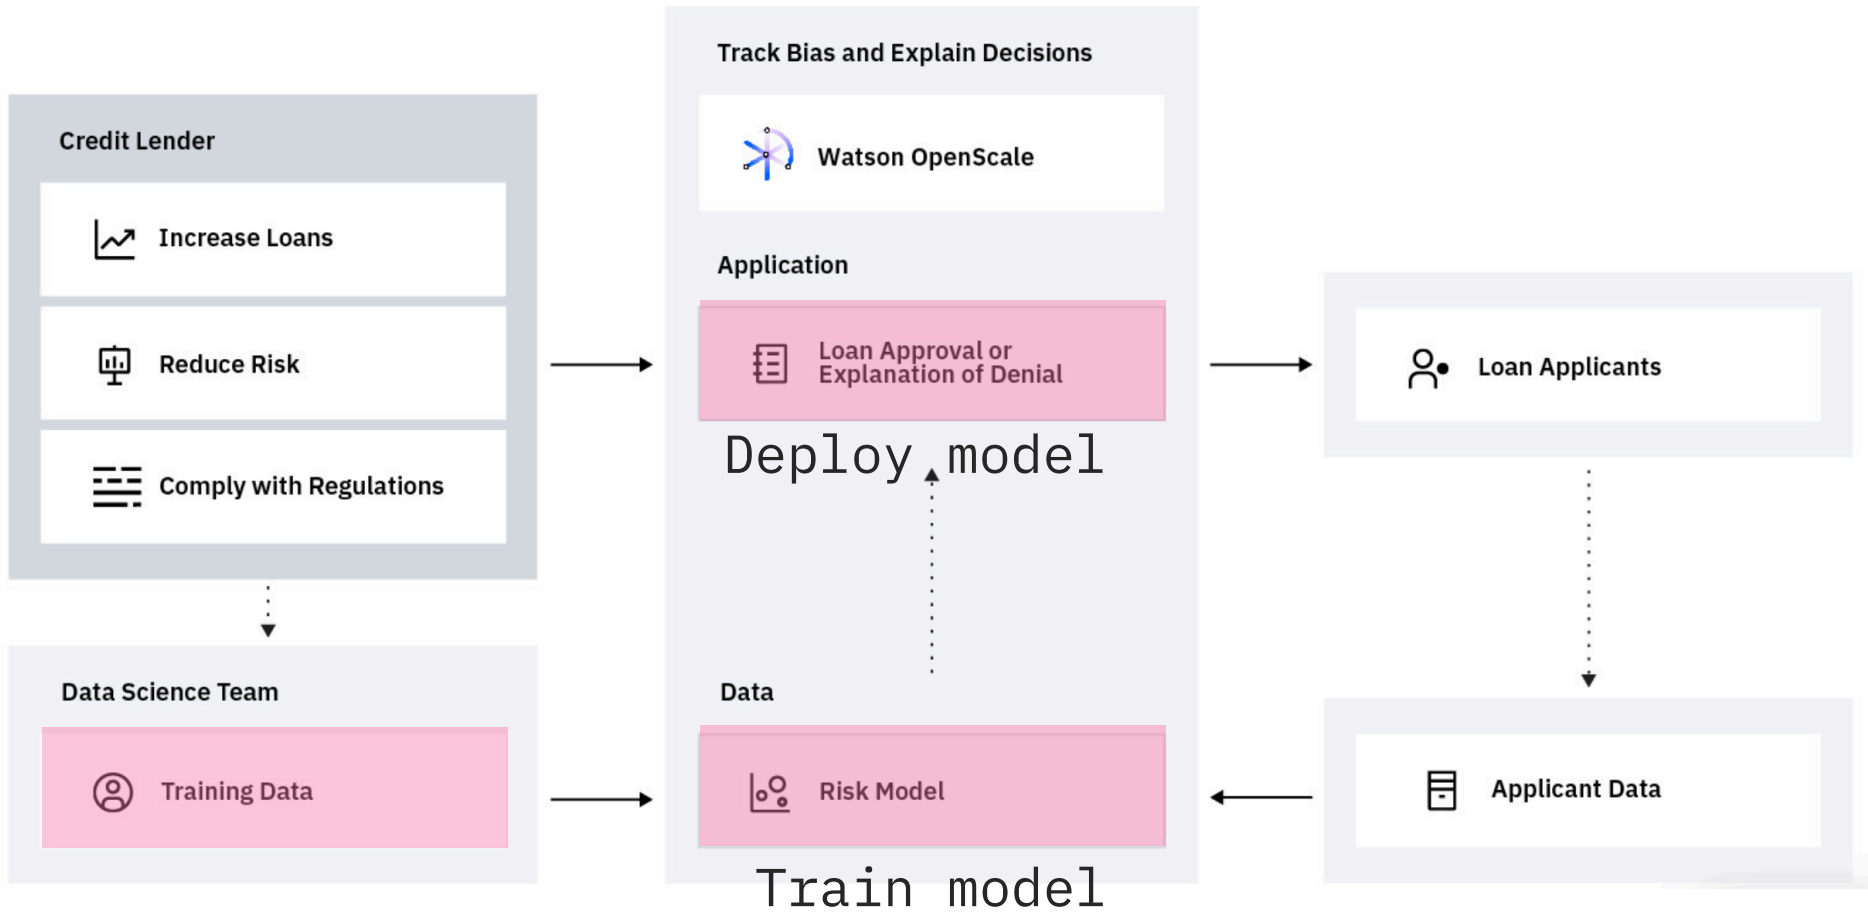 Credit Lender
Increase Loans
Reduce Risk
Comply with Regulations
Data Science Team
Training Data
Track Bias and Explain Decisions
Watson OpenScale
Application
Loan Approval or
Explanation of Denial
Deploy model
Data
Risk Model
Train model
Loan Applicants
Applicant Data